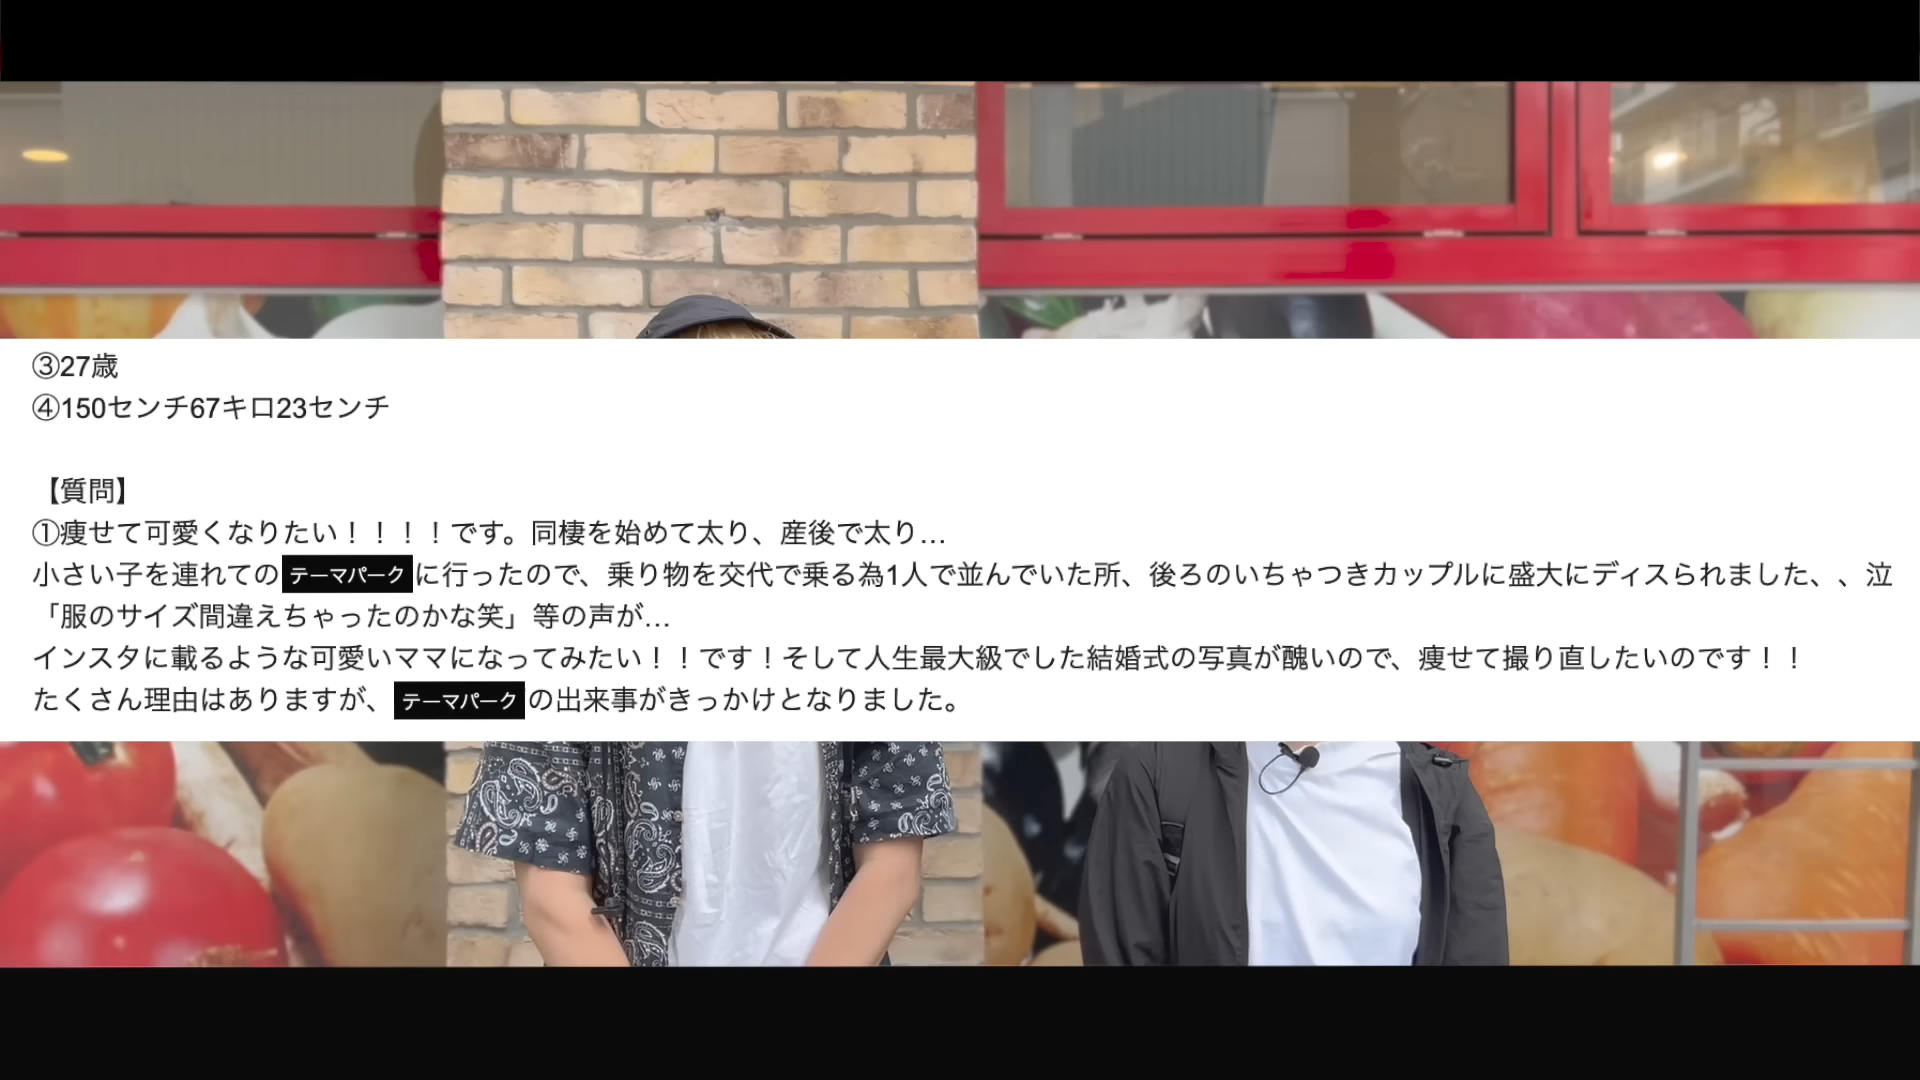 ③27歳
④150センチ67キロ23センチ
【質問】
①痩せて可愛くなりたい！！！！です。同棲を始めて太り、産後で太り…
小さい子を連れてのテーマパークに行ったので、乗り物を交代で乗る為1人で並んでいた所、後ろのいちゃつきカップルに盛大にディスられました、、泣
「服のサイズ間違えちゃったのかな笑」等の声が…
インスタに載るような可愛いママになってみたい！！です！そして人生最大級でした結婚式の写真が醜いので、痩せて撮り直したいのです！！
たくさん理由はありますが、テーマパークの出来事がきっかけとなりました。